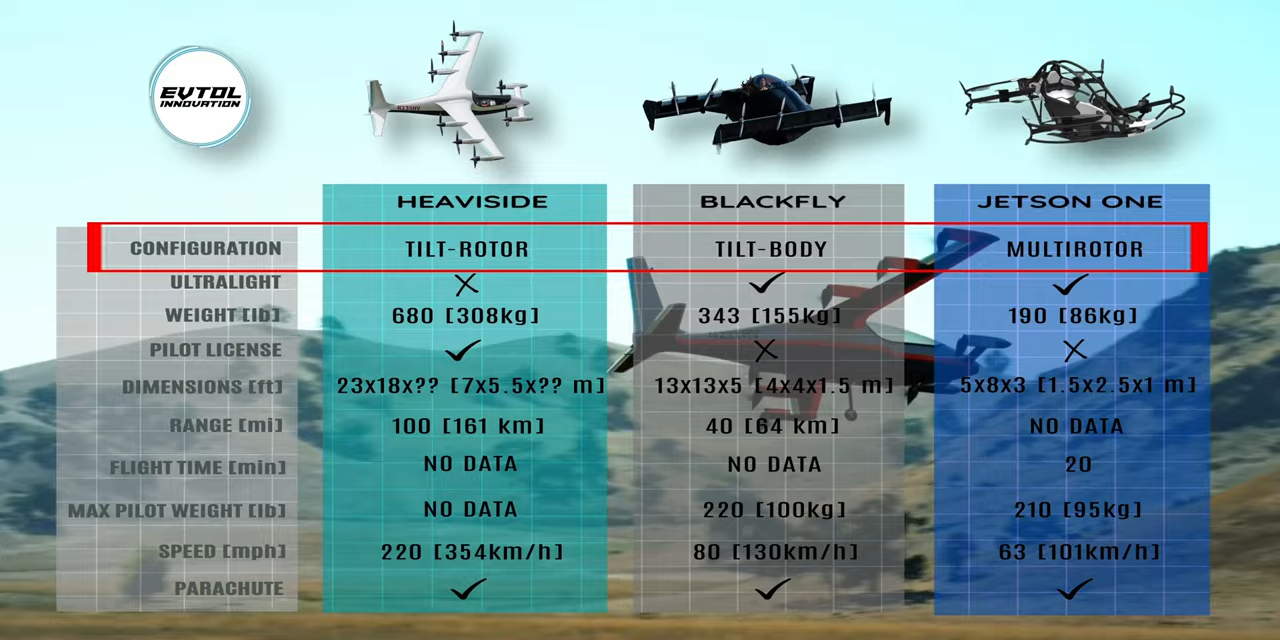 EVTOL
INNOVATION
N335HV
HEAVISIDE BLACKFLY JETSON ONE
CONFIGURATION TILT-ROTOR TILT-BODY MULTIROTOR
ULTRALIGHT
WEIGHT [lb] 680 [308kg] 343 [155kg] 190 [86kg]
PILOT LICENSE
DIMENSIONS [ft] 23x18x?? [7x5.5x?? m] 13x13x5 [4x4x1.5 m] 5x8x3 [1.5x2.5x1 m]
RANGE [mi] 100 [161 km] 40 [64 km] NO DATA
FLIGHT TIME [min] NO DATA NO DATA 20
MAX PILOT WEIGHT [lb] NO DATA 220 [100kg] 210 [95kg]
SPEED [mph] 220 [354km/h] 80 [130km/h] 63 [101km/h]
PARACHUTE